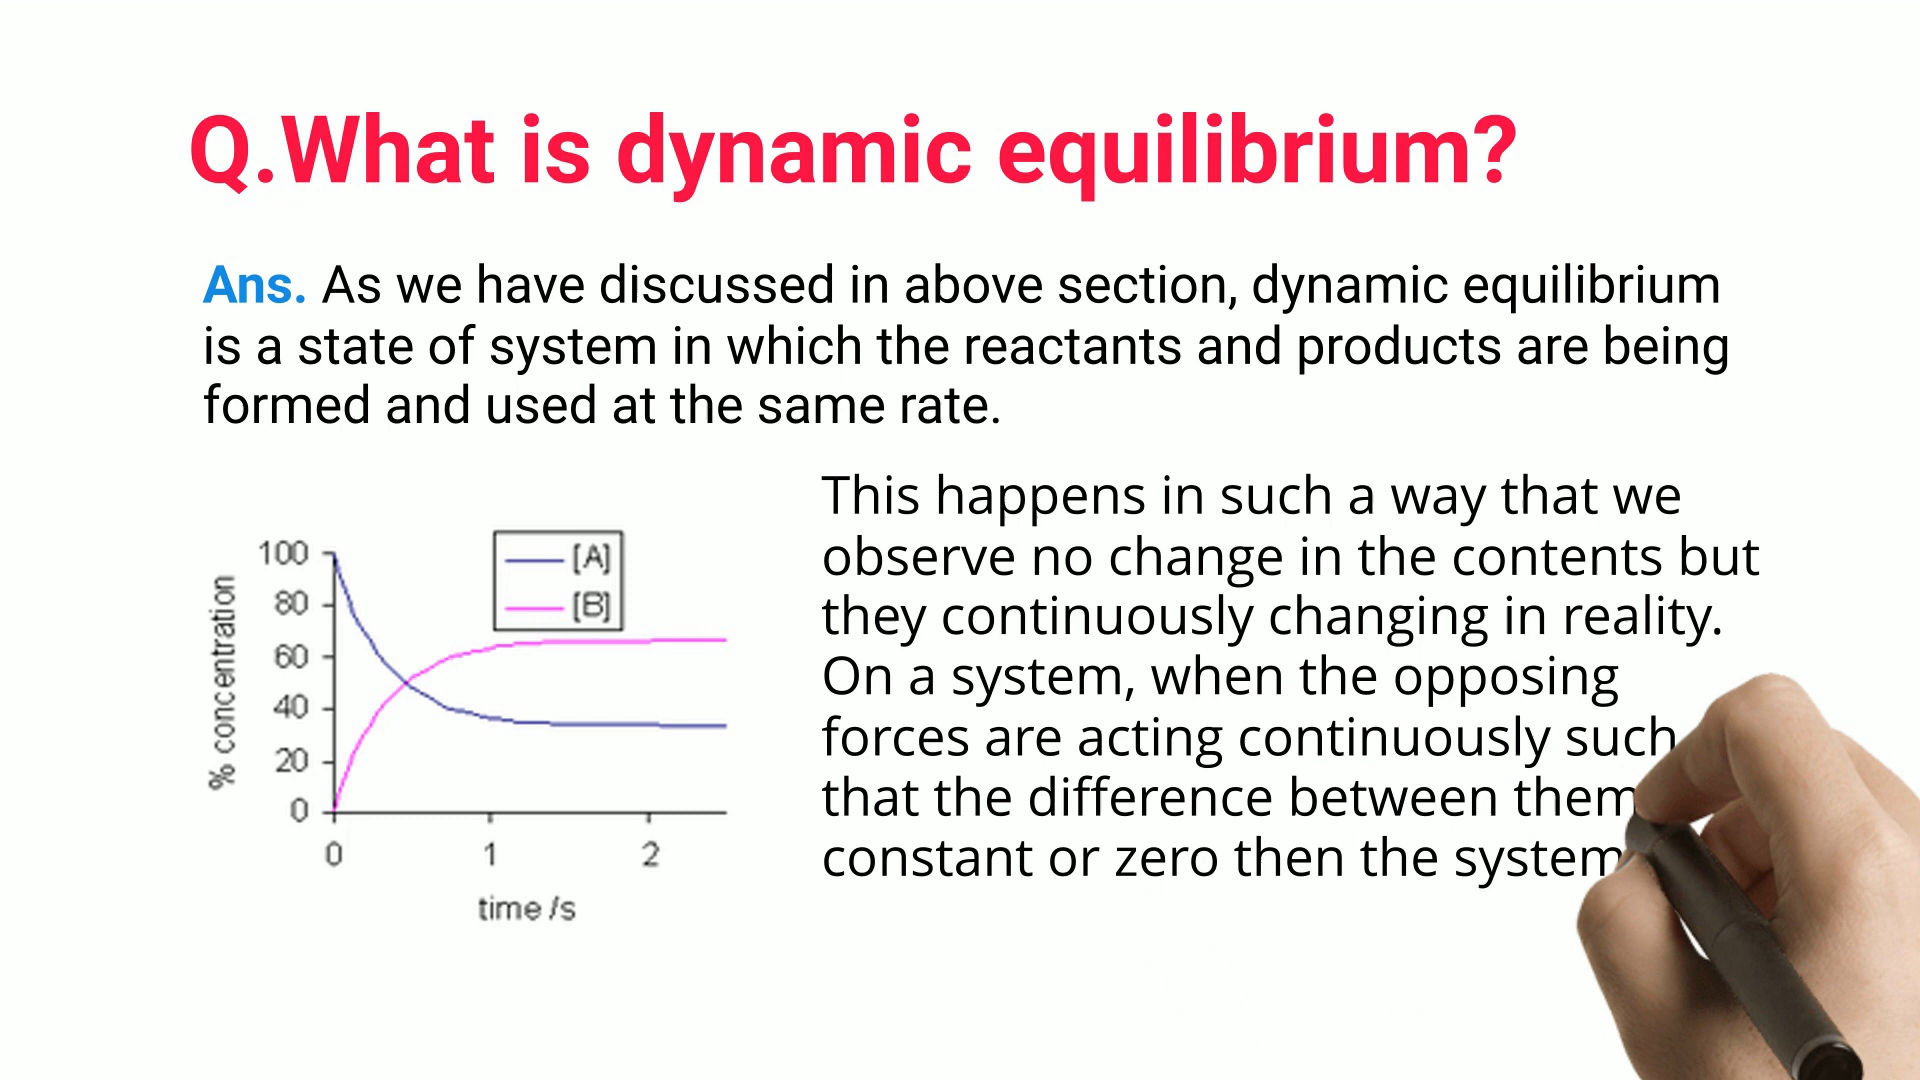 Q.What is dynamic equilibrium?
Ans. As we have discussed in above section, dynamic equilibrium
is a state of system in which the reactants and products are being
formed and used at the same rate.
This happens in such a way that we
observe no change in the contents but
they continuously changing in reality.
On a system, when the opposing
forces are acting continuously such
that the difference between them
constant or zero then the system
[A]
[B]
% concentration
100
80
60
40
20
0
0 1 2
time /s